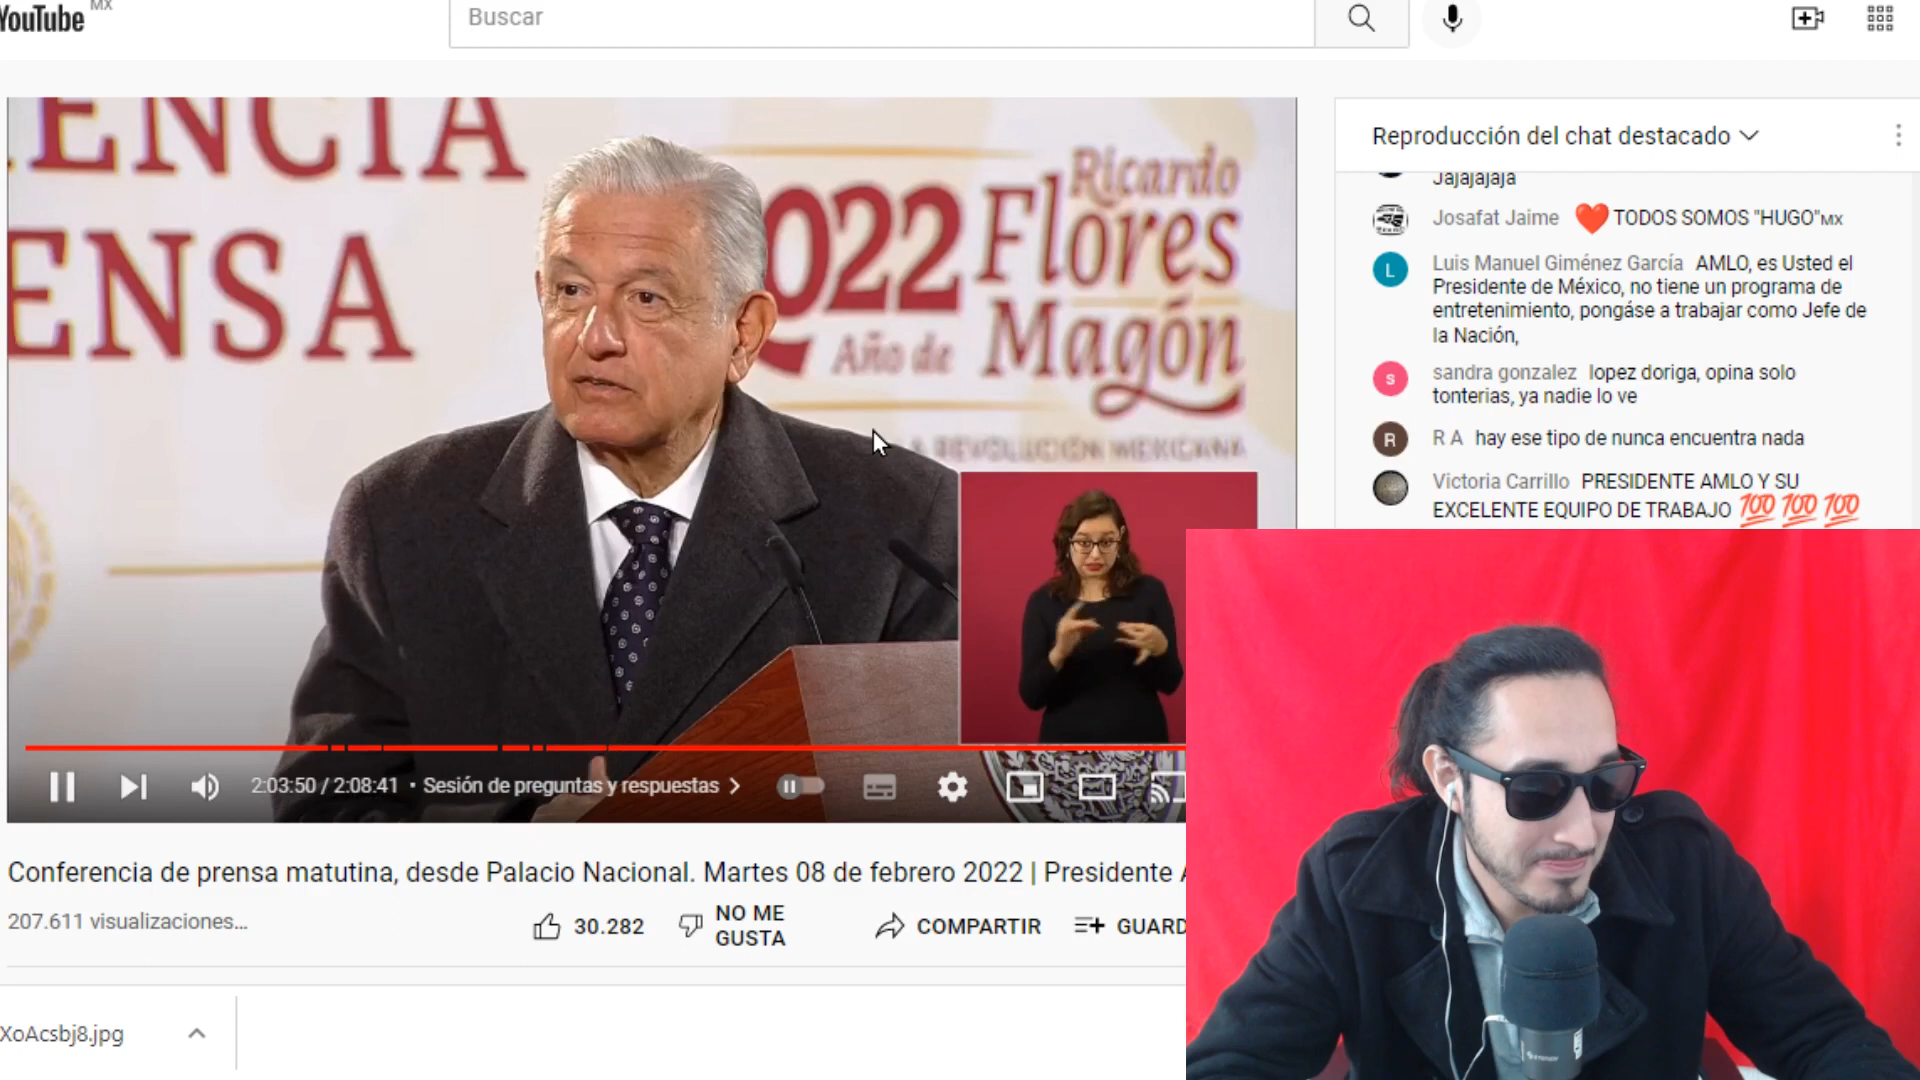 YouTube MX
Buscar
ENCIA
ENSA
2022
Ricardo
Flores
Año de Magón
LA REVOLUCIÓN MEXICANA
2:03:50 / 2:08:41 • Sesión de preguntas y respuestas
Conferencia de prensa matutina, desde Palacio Nacional. Martes 08 de febrero 2022 | Presidente
207.611 visualizaciones...
30.282
NO ME
GUSTA
COMPARTIR
GUARD
XoAcsbj8.jpg
Reproducción del chat destacado
Jajajajaja
Josafat Jaime ❤️ TODOS SOMOS "HUGO"MX
L
Luis Manuel Giménez García AMLO, es Usted el
Presidente de México, no tiene un programa de
entretenimiento, pongáse a trabajar como Jefe de
la Nación,
s
sandra gonzalez lopez doriga, opina solo
tonterias, ya nadie lo ve
R
R A hay ese tipo de nunca encuentra nada
Victoria Carrillo PRESIDENTE AMLO Y SU
EXCELENTE EQUIPO DE TRABAJO 💯 💯 💯